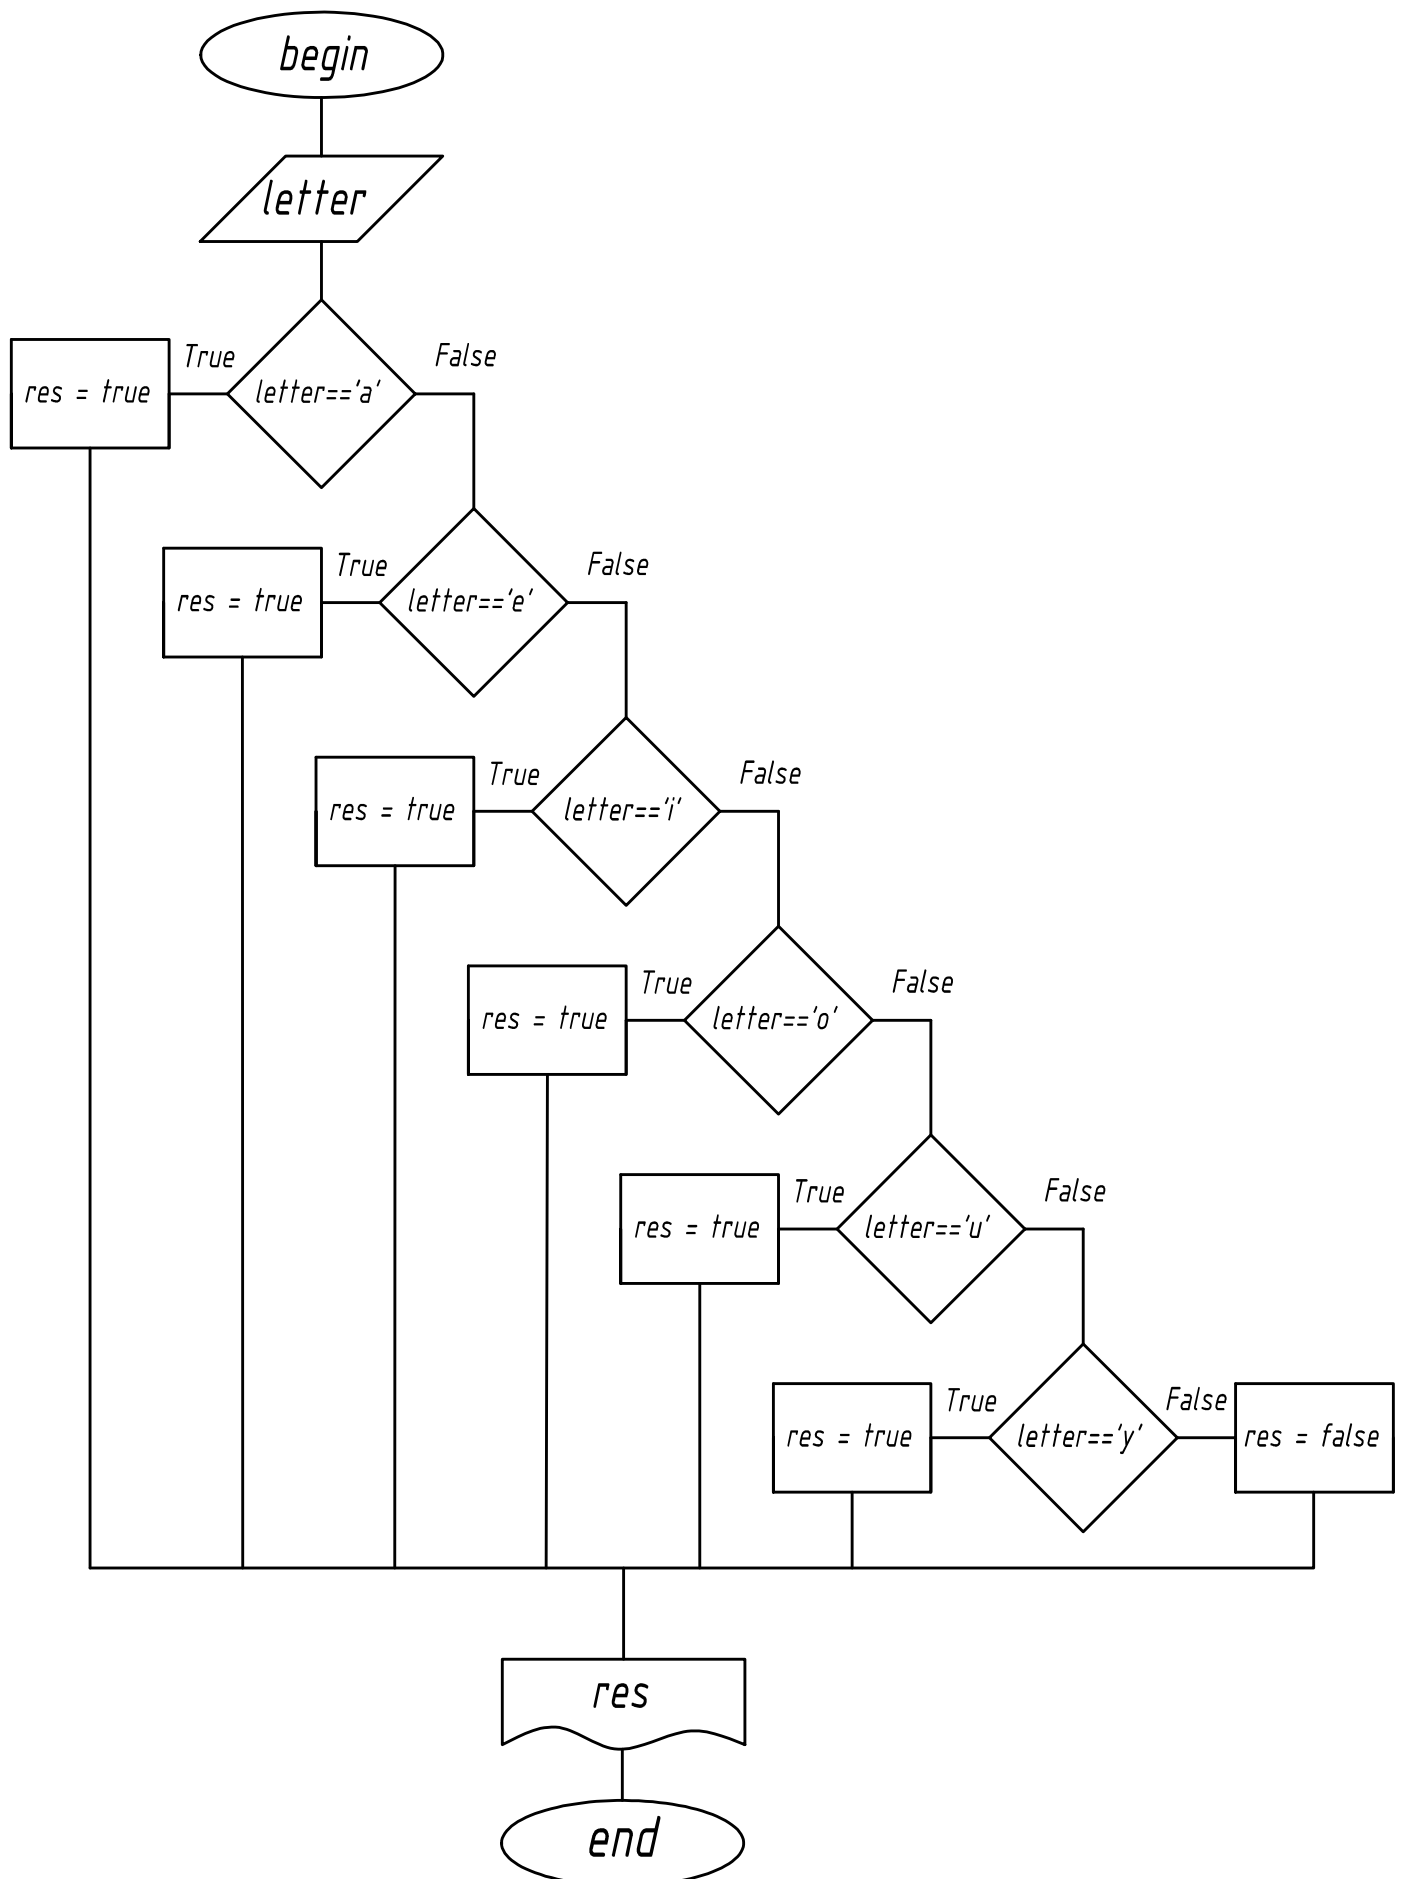 begin
letter
True
False
res = true
letter=='a'
True
False
res = true
letter=='e'
True
False
res = true
letter=='i'
True
False
res = true
letter=='o'
True
False
res = true
letter=='u'
True
False
res = true
letter=='y'
res = false
res
end